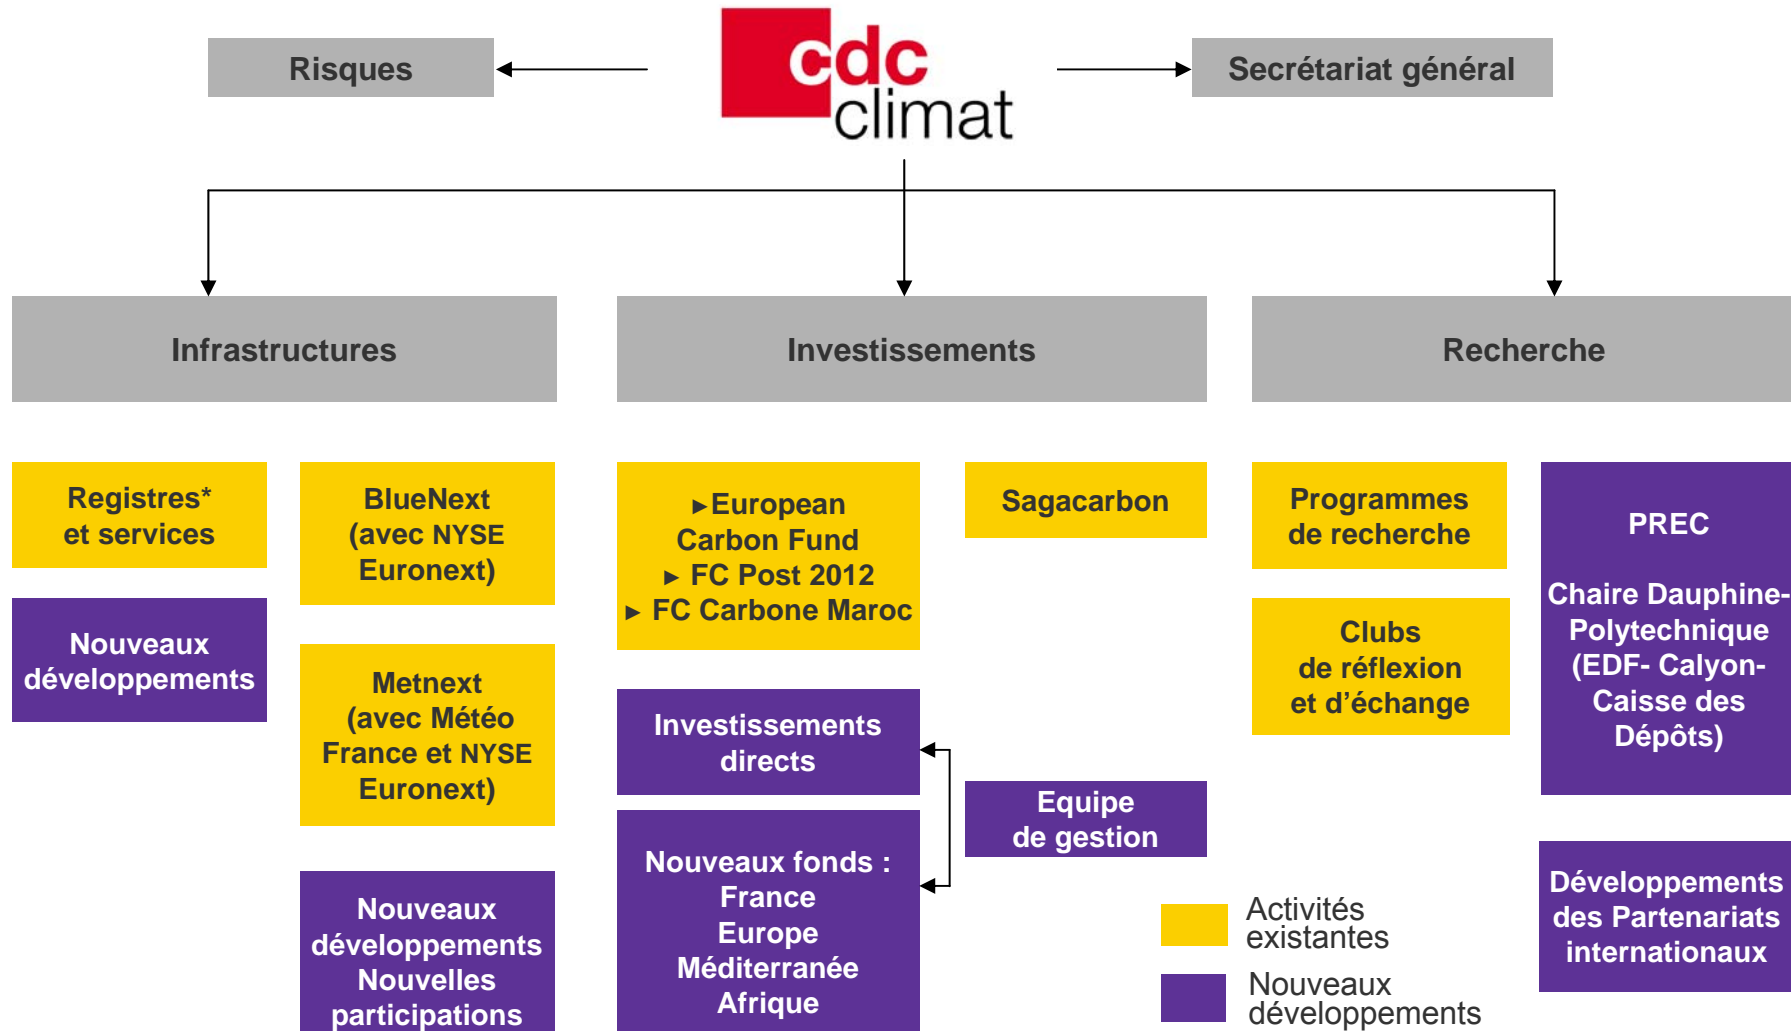 Risques
cdc
climat
Secrétariat général
Infrastructures
Investissements
Recherche
Registres*
et services
Nouveaux
développements
BlueNext
(avec NYSE
Euronext)
Metnext
(avec Météo
France et NYSE
Euronext)
Nouveaux
développements
Nouvelles
participations
►European
Carbon Fund
► FC Post 2012
► FC Carbone Maroc
Investissements
directs
Nouveaux fonds :
France
Europe
Méditerranée
Afrique
Sagacarbon
Equipe
de gestion
Programmes
de recherche
Clubs
de réflexion
et d’échange
PREC
Chaire Dauphine-
Polytechnique
(EDF- Calyon-
Caisse des
Dépôts)
Développements
des Partenariats
internationaux
Activités
existantes
Nouveaux
développements